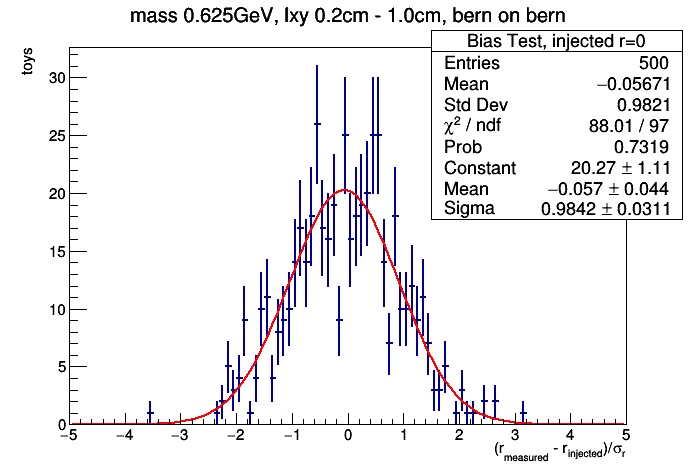 mass 0.625GeV, lxy 0.2cm - 1.0cm, bern on bern
Bias Test, injected r=0
Entries 500
Mean −0.05671
Std Dev 0.9821
χ² / ndf 88.01 / 97
Prob 0.7319
Constant 20.27 ± 1.11
Mean −0.057 ± 0.044
Sigma 0.9842 ± 0.0311
toys
30
25
20
15
10
5
0
−5 −4 −3 −2 −1 0 1 2 3 4 5
(r_measured - r_injected)/σ_r